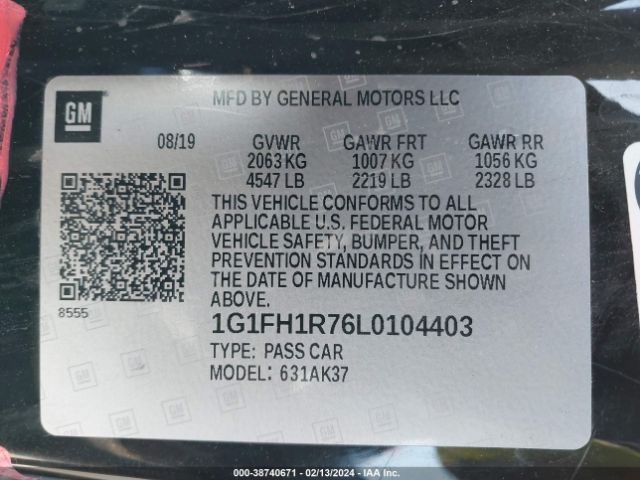 GM
MFD BY GENERAL MOTORS LLC
08/19 GVWR GAWR FRT GAWR RR
2063 KG 1007 KG 1056 KG
4547 LB 2219 LB 2328 LB
THIS VEHICLE CONFORMS TO ALL
APPLICABLE U.S. FEDERAL MOTOR
VEHICLE SAFETY, BUMPER, AND THEFT
PREVENTION STANDARDS IN EFFECT ON
THE DATE OF MANUFACTURE SHOWN
ABOVE.
8555
1G1FH1R76L0104403
TYPE: PASS CAR
MODEL: 631AK37
000-38740671 - 02/13/2024 - IAA Inc.